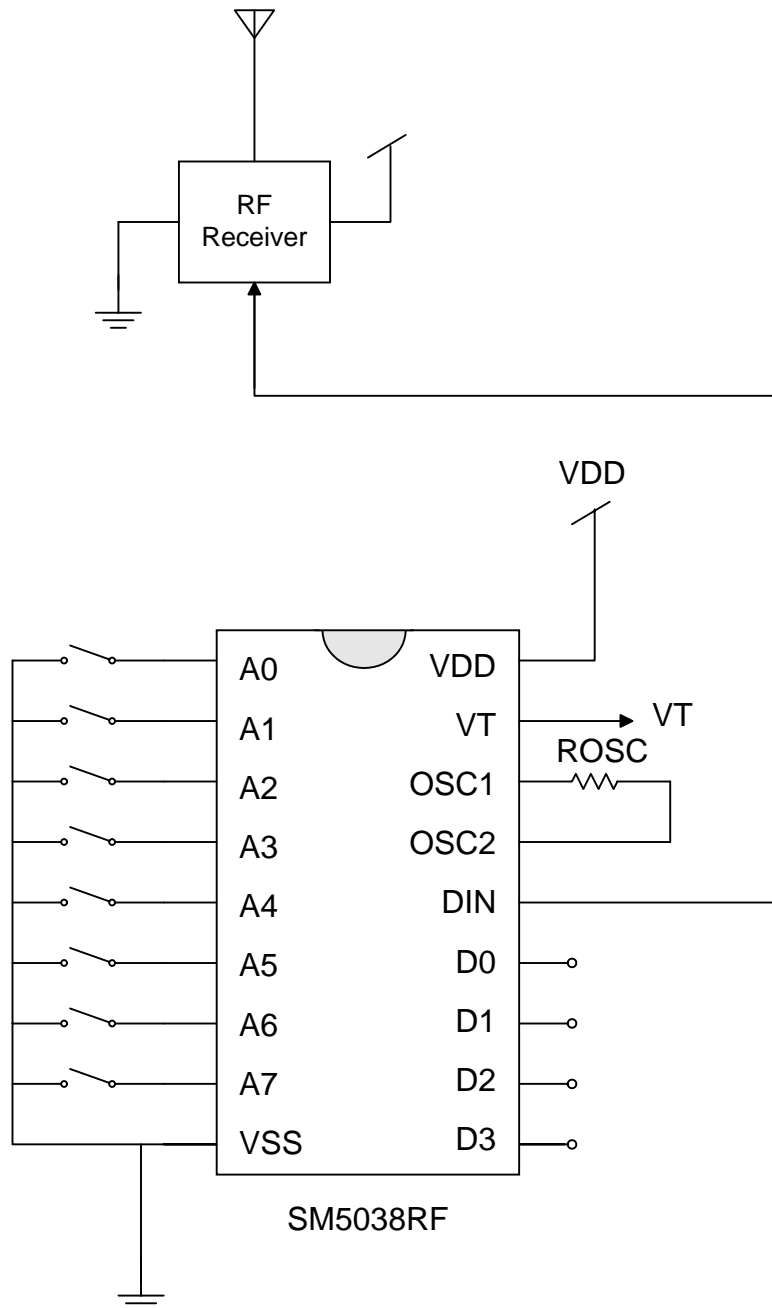 RF
Receiver
VDD
A0
VDD
A1
VT
VT
ROSC
A2
OSC1
A3
OSC2
A4
DIN
A5
D0
A6
D1
A7
D2
VSS
D3
SM5038RF